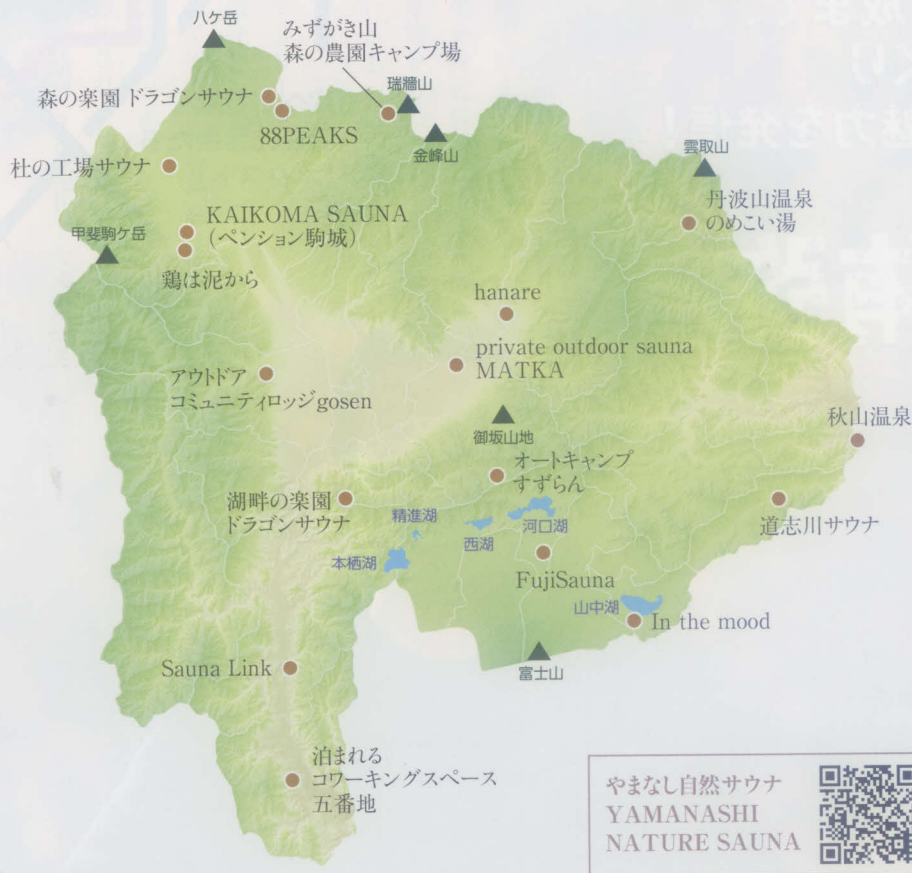 八ケ岳
みずがき山
森の農園キャンプ場
瑞牆山
森の楽園 ドラゴンサウナ
88PEAKS
金峰山
雲取山
杜の工場サウナ
丹波山温泉
のめこい湯
KAIKOMA SAUNA
(ペンション駒城)
甲斐駒ケ岳
鶏は泥から
hanare
private outdoor sauna
MATKA
アウトドア
コミュニティロッジgosen
御坂山地
秋山温泉
オートキャンプ
すずらん
湖畔の楽園
ドラゴンサウナ
精進湖
西湖
河口湖
道志川サウナ
本栖湖
FujiSauna
山中湖
In the mood
Sauna Link
富士山
泊まれる
コワーキングスペース
五番地
やまなし自然サウナ
YAMANASHI
NATURE SAUNA